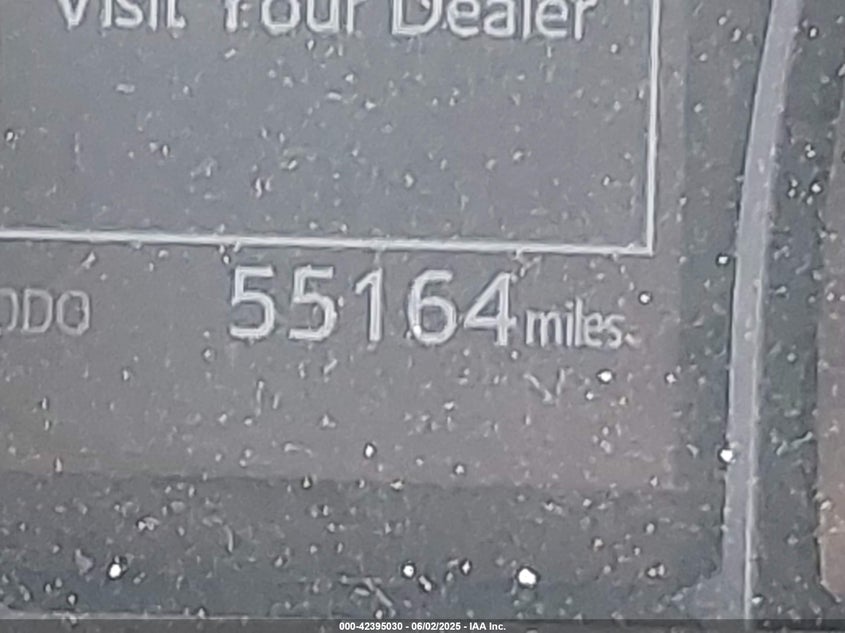 Visit Your Dealer
ODO 55164 miles
000-42395030 - 06/02/2025 - IAA Inc.